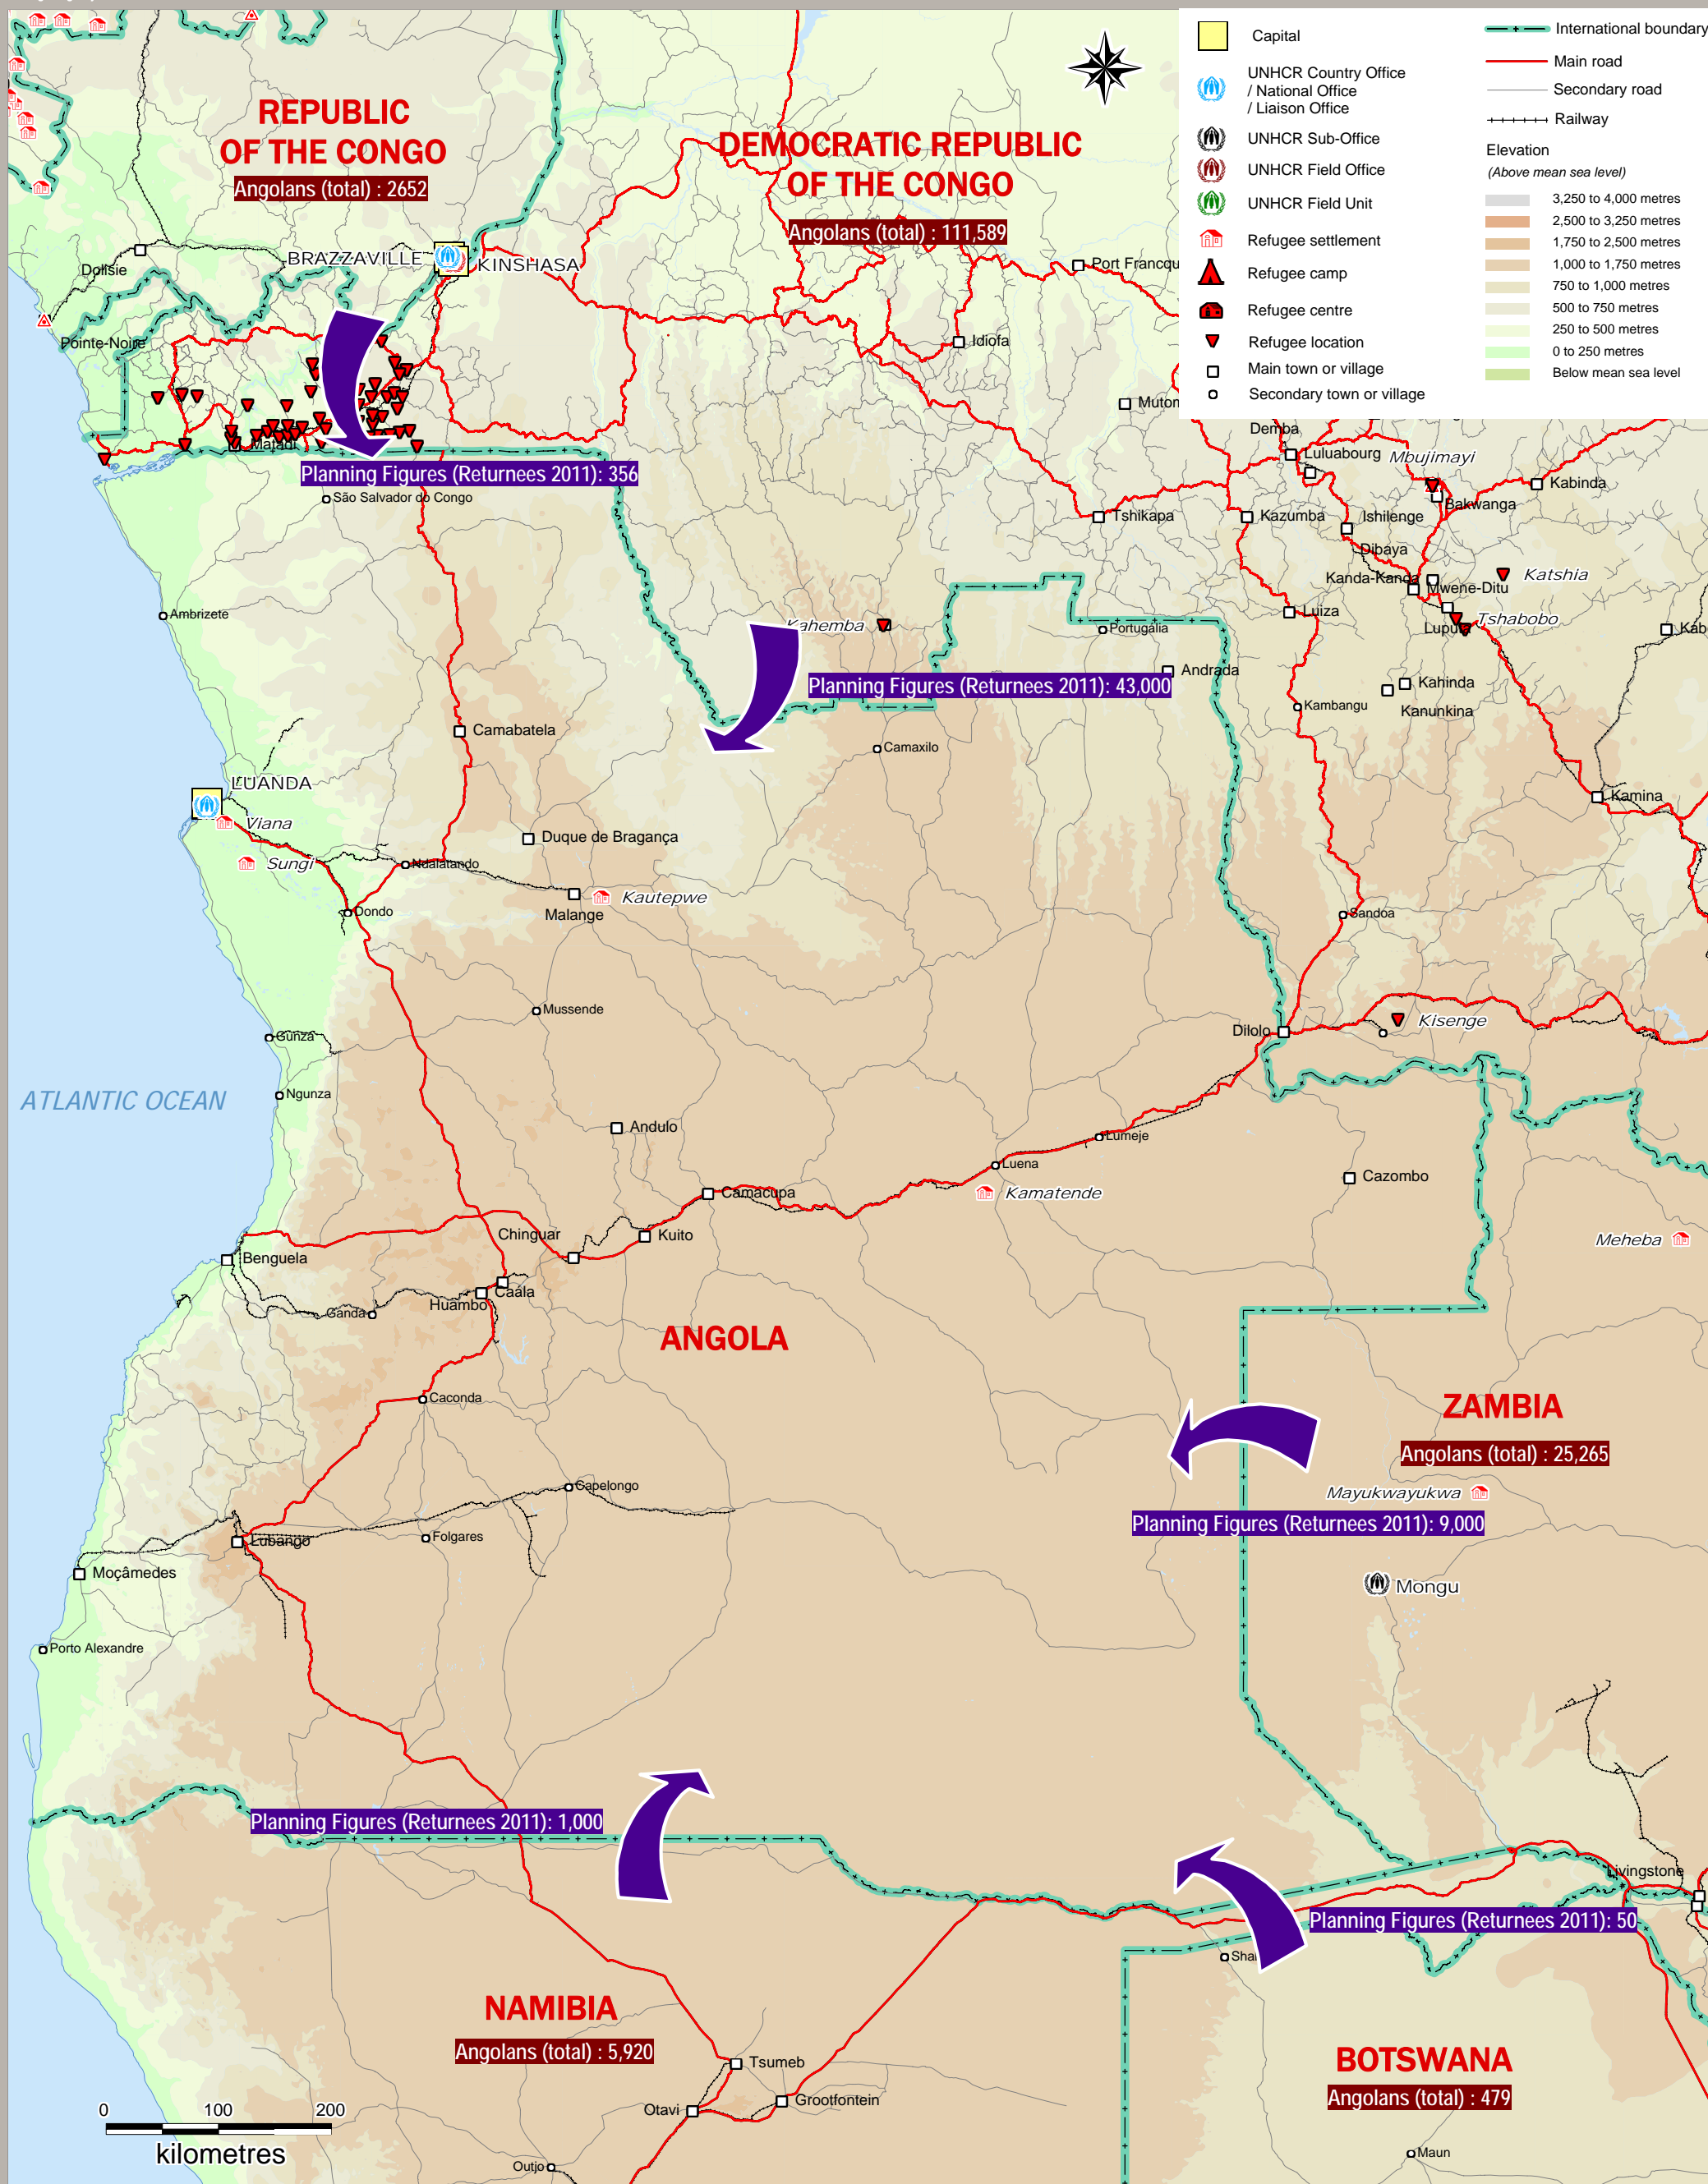 Capital
UNHCR Country Office
/ National Office
/ Liaison Office
UNHCR Sub-Office
UNHCR Field Office
UNHCR Field Unit
Refugee settlement
Refugee camp
Refugee centre
Refugee location
Main town or village
Secondary town or village
International boundary
Main road
Secondary road
Railway
Elevation
(Above mean sea level)
3,250 to 4,000 metres
2,500 to 3,250 metres
1,750 to 2,500 metres
1,000 to 1,750 metres
750 to 1,000 metres
500 to 750 metres
250 to 500 metres
0 to 250 metres
Below mean sea level
REPUBLIC
OF THE CONGO
Angolans (total) : 2652
DEMOCRATIC REPUBLIC
OF THE CONGO
Angolans (total) : 111,589
BRAZZAVILLE
KINSHASA
Dolisie
Pointe-Noire
Port Francqu
Idiofa
Mutom
Matadi
Planning Figures (Returnees 2011): 356
São Salvador do Congo
Demba
Luluabourg
Mbujimayi
Kabinda
Bakwanga
Tshikapa
Kazumba
Ishilenge
Dibaya
Kanda-Kanda
Mwene-Ditu
Katshia
Ambrizete
Kahemba
Portugália
Luiza
Luputa
Tshabobo
Kab
Andrada
Planning Figures (Returnees 2011): 43,000
Kahinda
Kanunkina
Kambangu
Camabatela
Camaxilo
LUANDA
Viana
Kamina
Duque de Bragança
Sungi
Ndalatando
Malange
Kautepwe
Dondo
Sandoa
Mussende
Dilolo
Kisenge
Gunza
ATLANTIC OCEAN
Ngunza
Andulo
Lumeje
Luena
Kamatende
Cazombo
Camacupa
Chinguar
Kuito
Meheba
Benguela
Caála
Huambo
Ganda
ANGOLA
Caconda
ZAMBIA
Angolans (total) : 25,265
Capelongo
Mayukwayukwa
Planning Figures (Returnees 2011): 9,000
Lubango
Folgares
Moçâmedes
Mongu
Porto Alexandre
Planning Figures (Returnees 2011): 1,000
Livingstone
Planning Figures (Returnees 2011): 50
Sha
NAMIBIA
Angolans (total) : 5,920
Tsumeb
BOTSWANA
Angolans (total) : 479
Grootfontein
Otavi
0 100 200
kilometres
Maun
Outjo